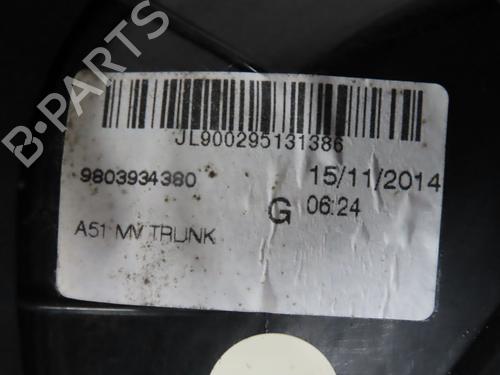 B-PARTS
JL900295131386
9803934380
15/11/2014
G 06:24
A51 MV TRUNK